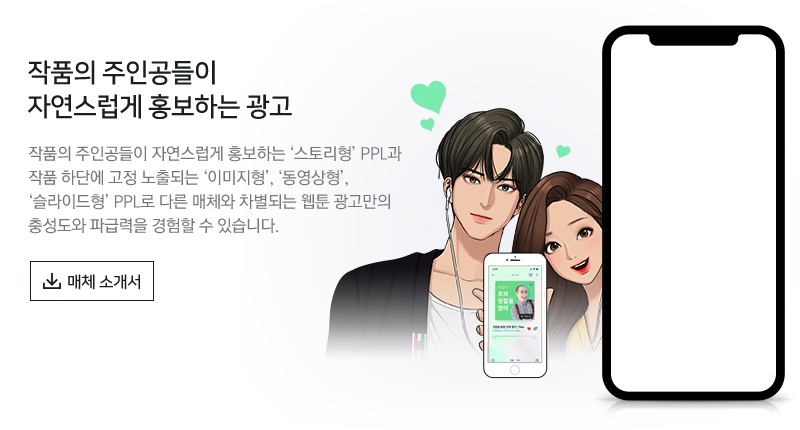 작품의 주인공들이
자연스럽게 홍보하는 광고
작품의 주인공들이 자연스럽게 홍보하는 ‘스토리형’ PPL과
작품 하단에 고정 노출되는 ‘이미지형’, ‘동영상형’,
‘슬라이드형’ PPL로 다른 매체와 차별되는 웹툰 광고만의
충성도와 파급력을 경험할 수 있습니다.
매체 소개서
초보
젓걸음